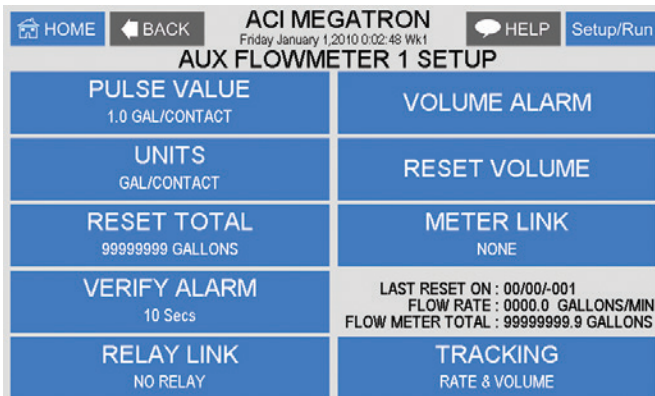 HOME
BACK
ACI MEGATRON
Friday January 1,2010 0:02:48 Wk1
HELP
Setup/Run
AUX FLOWMETER 1 SETUP
PULSE VALUE
1.0 GAL/CONTACT
VOLUME ALARM
UNITS
GAL/CONTACT
RESET VOLUME
RESET TOTAL
99999999 GALLONS
METER LINK
NONE
VERIFY ALARM
10 Secs
LAST RESET ON : 00/00/-001
FLOW RATE : 0000.0 GALLONS/MIN
FLOW METER TOTAL : 99999999.9 GALLONS
RELAY LINK
NO RELAY
TRACKING
RATE & VOLUME